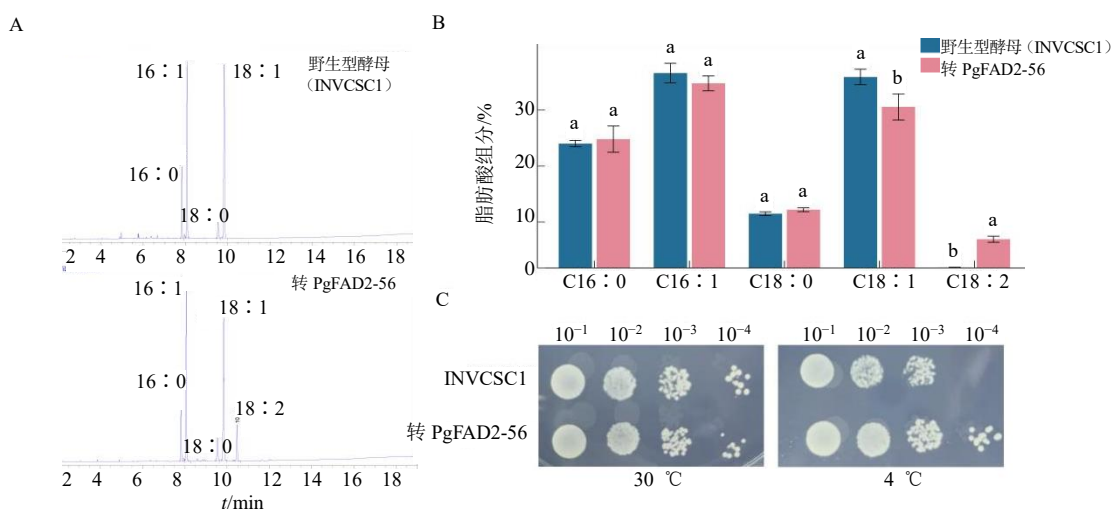 A
野生型酵母
(INVCSC1)
16∶1
18∶1
16∶0
18∶0
2 4 6 8 10 12 14 16 18
转 PgFAD2-56
16∶1
18∶1
16∶0
18∶2
18∶0
2 4 6 8 10 12 14 16 18
t/min
B
野生型酵母(INVCSC1)
转 PgFAD2-56
脂肪酸组分/%
30
20
10
0
a a a a a a a b b a
C16∶0 C16∶1 C18∶0 C18∶1 C18∶2
C
10⁻¹ 10⁻² 10⁻³ 10⁻⁴ 10⁻¹ 10⁻² 10⁻³ 10⁻⁴
INVCSC1
转 PgFAD2-56
30 ℃ 4 ℃